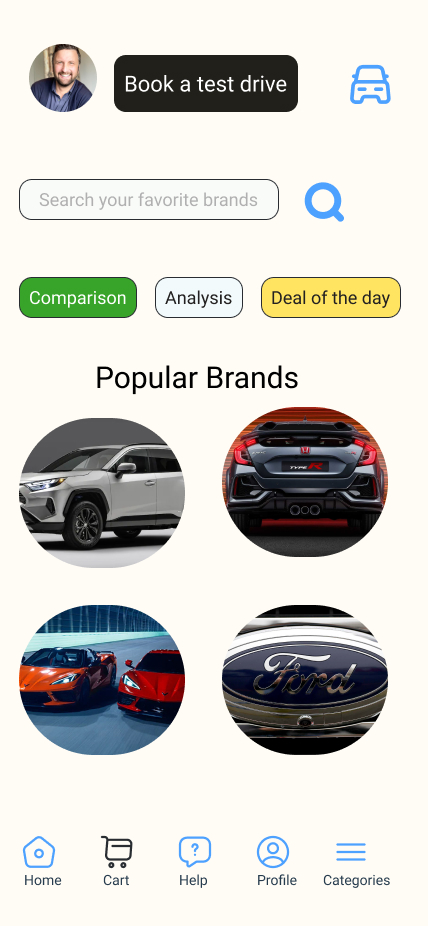 Book a test drive
Search your favorite brands
Comparison
Analysis
Deal of the day
Popular Brands
TYPE R
Ford
Home
Cart
Help
Profile
Categories